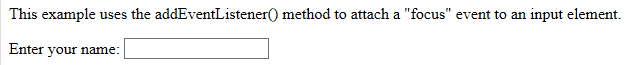 This example uses the addEventListener() method to attach a "focus" event to an input element.
Enter your name: